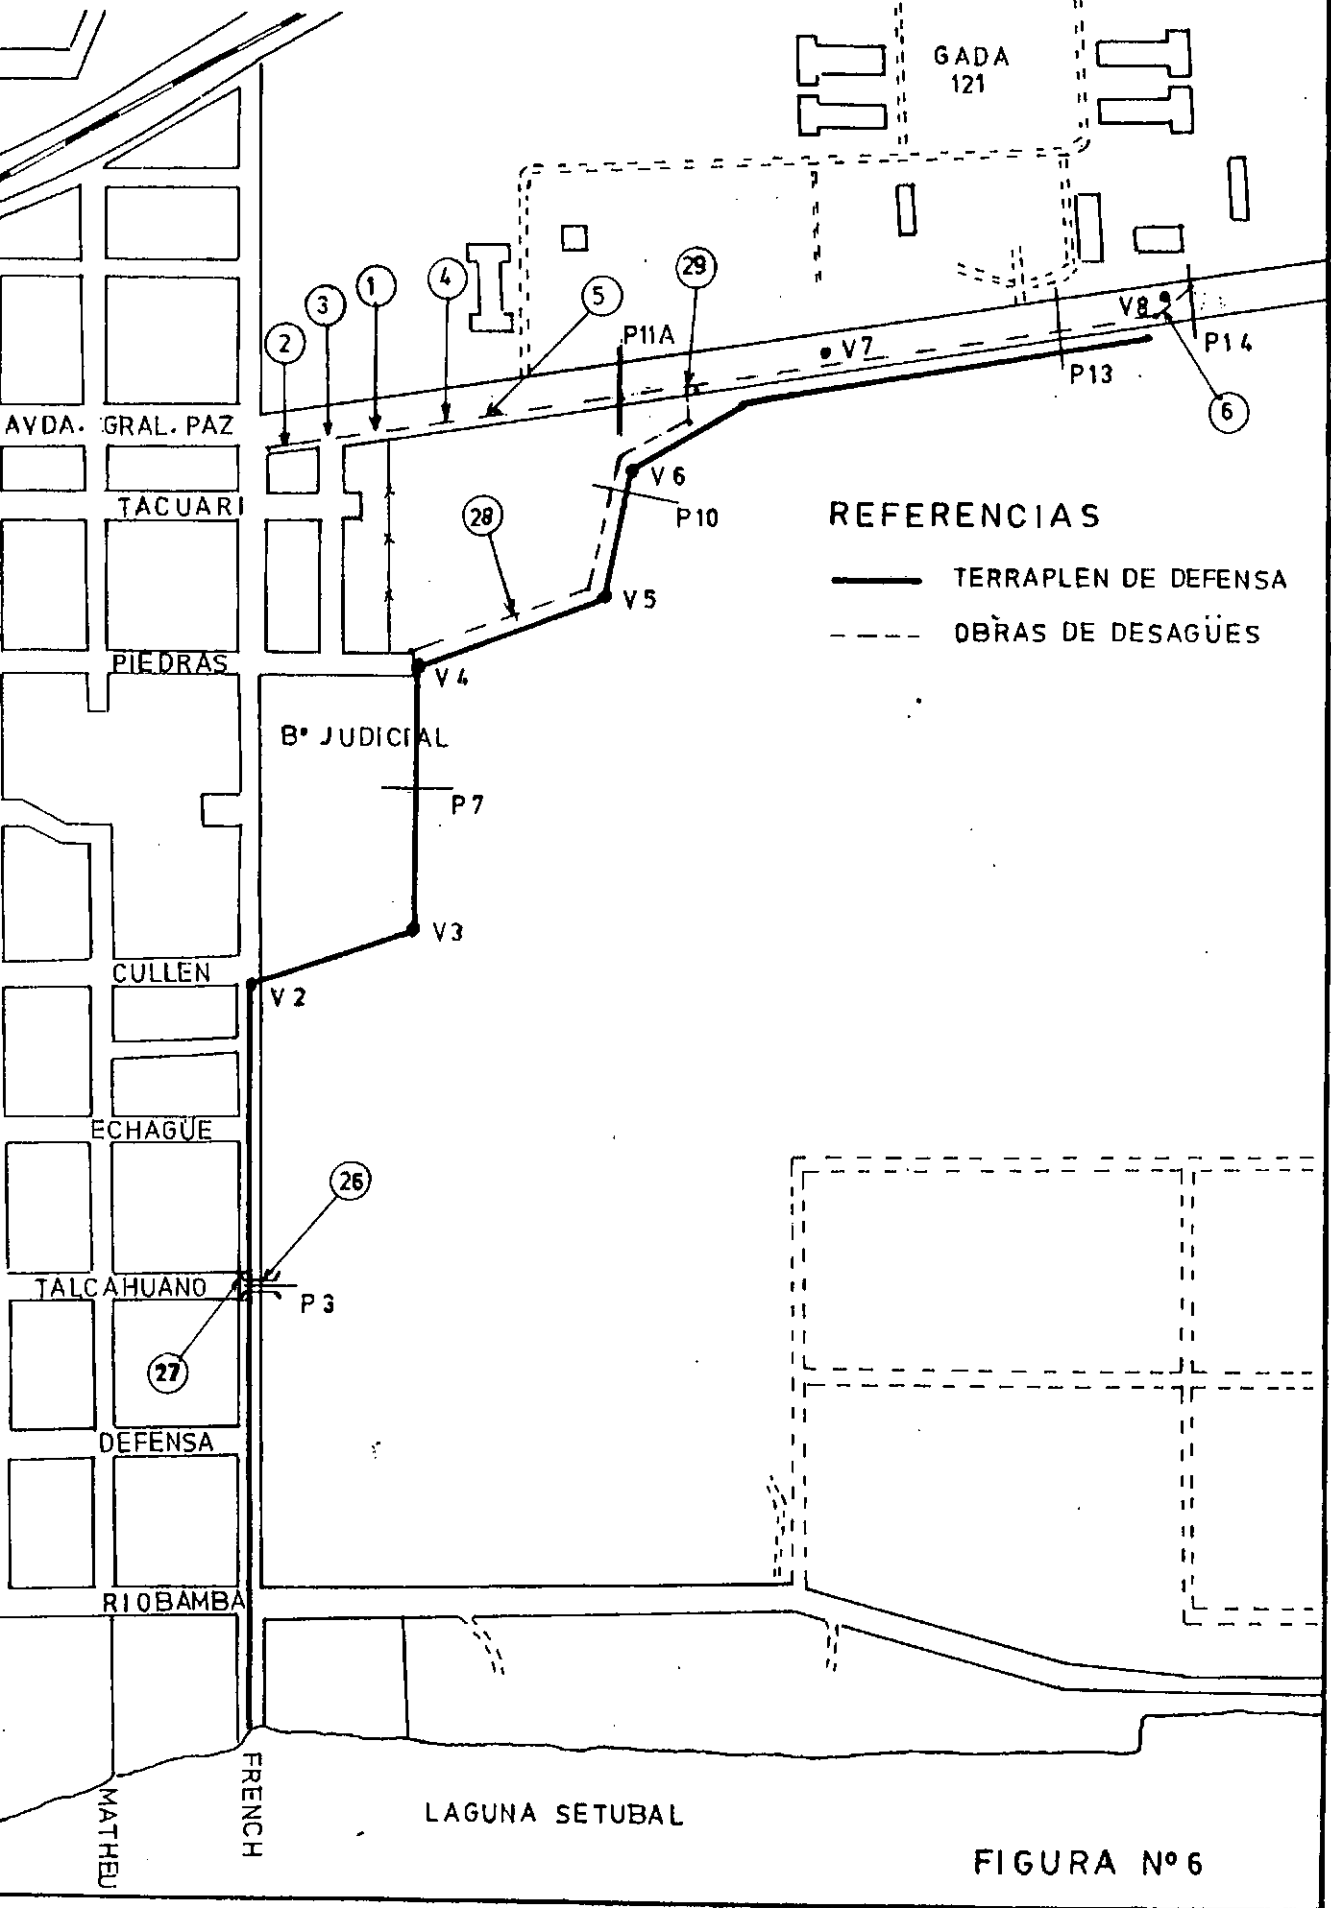 GADA
121
29
4
1
3
5
2
P11A
V7
V8
P14
P13
6
AVDA. GRAL. PAZ
V6
TACUARI
28
P10
REFERENCIAS
TERRAPLEN DE DEFENSA
V5
OBRAS DE DESAGÜES
PIEDRAS
V4
Bº JUDICIAL
P7
V3
CULLEN
V2
ECHAGÜE
26
TALCAHUANO
P3
27
DEFENSA
RIOBAMBA
FRENCH
MATHEU
LAGUNA SETUBAL
FIGURA Nº6